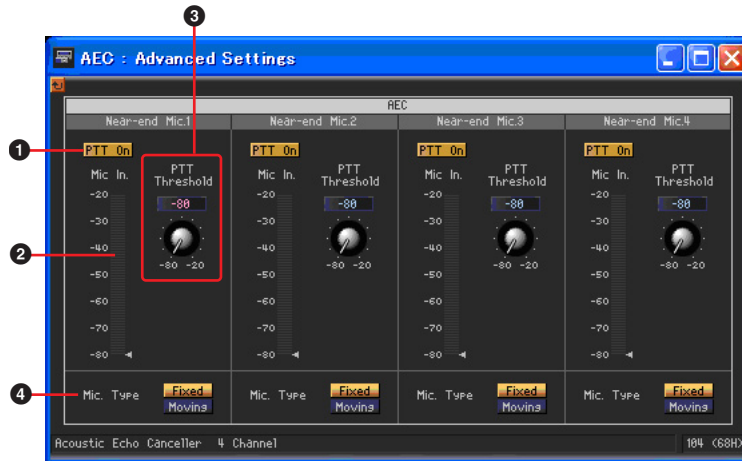 3
AEC : Advanced Settings
AEC
Near-end Mic.1 Near-end Mic.2 Near-end Mic.3 Near-end Mic.4
1 PTT On PTT On PTT On PTT On
Mic In. PTT Threshold Mic In. PTT Threshold Mic In. PTT Threshold Mic In. PTT Threshold
-20 -80 -20 -80 -20 -80 -20 -80
-30 -30 -30 -30
2 -40 -80 -20 -40 -80 -20 -40 -80 -20 -40 -80 -20
-50 -50 -50 -50
-60 -60 -60 -60
-70 -70 -70 -70
-80 -80 -80 -80
4 Mic. Type Fixed Mic. Type Fixed Mic. Type Fixed Mic. Type Fixed
Moving Moving Moving Moving
Acoustic Echo Canceller 4 Channel 104 (68H)